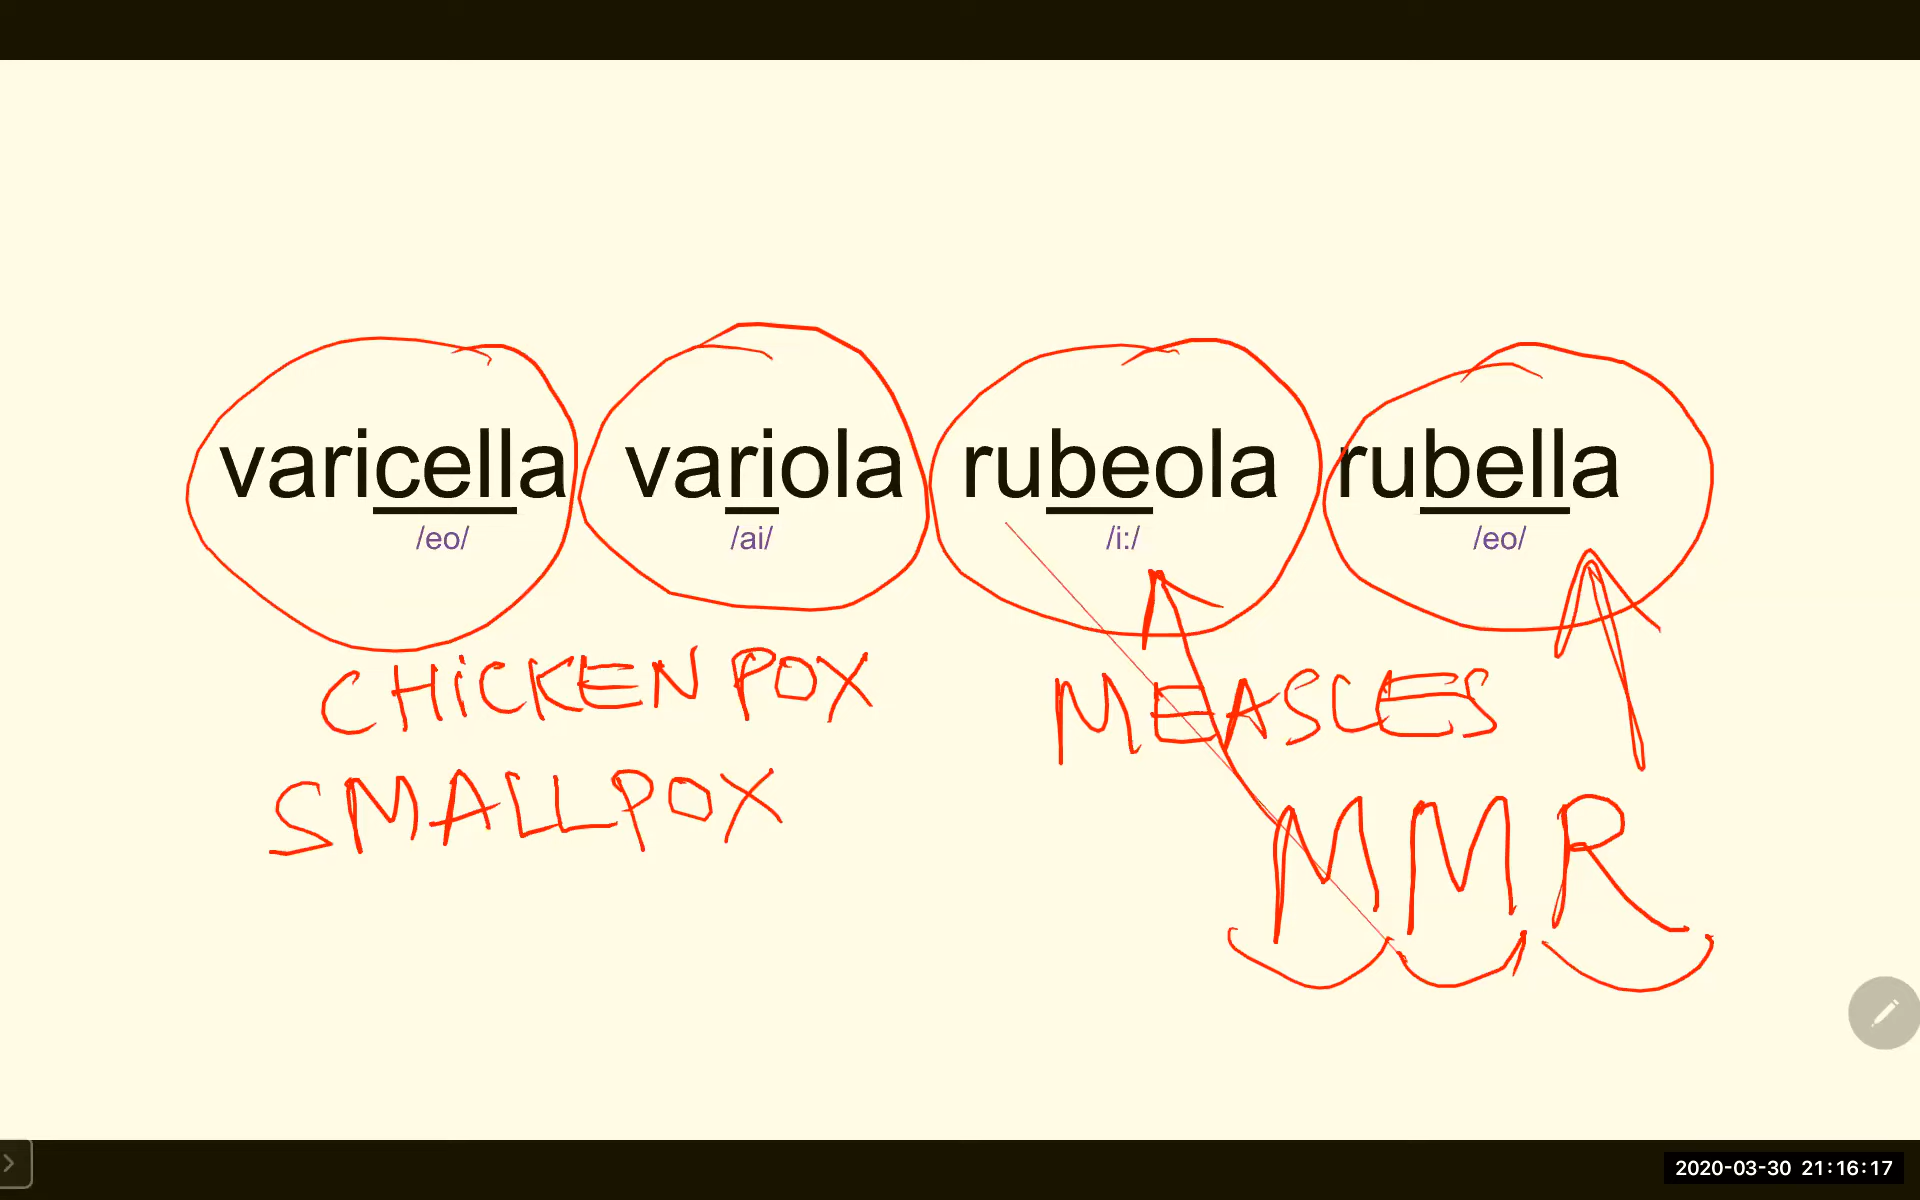 varicella variola rubeola rubella
/eo/ /ai/ /i:/ /eo/
CHiCKEN POX
MEASLES
SMALLPOX
MMR
2020-03-30 21:16:17